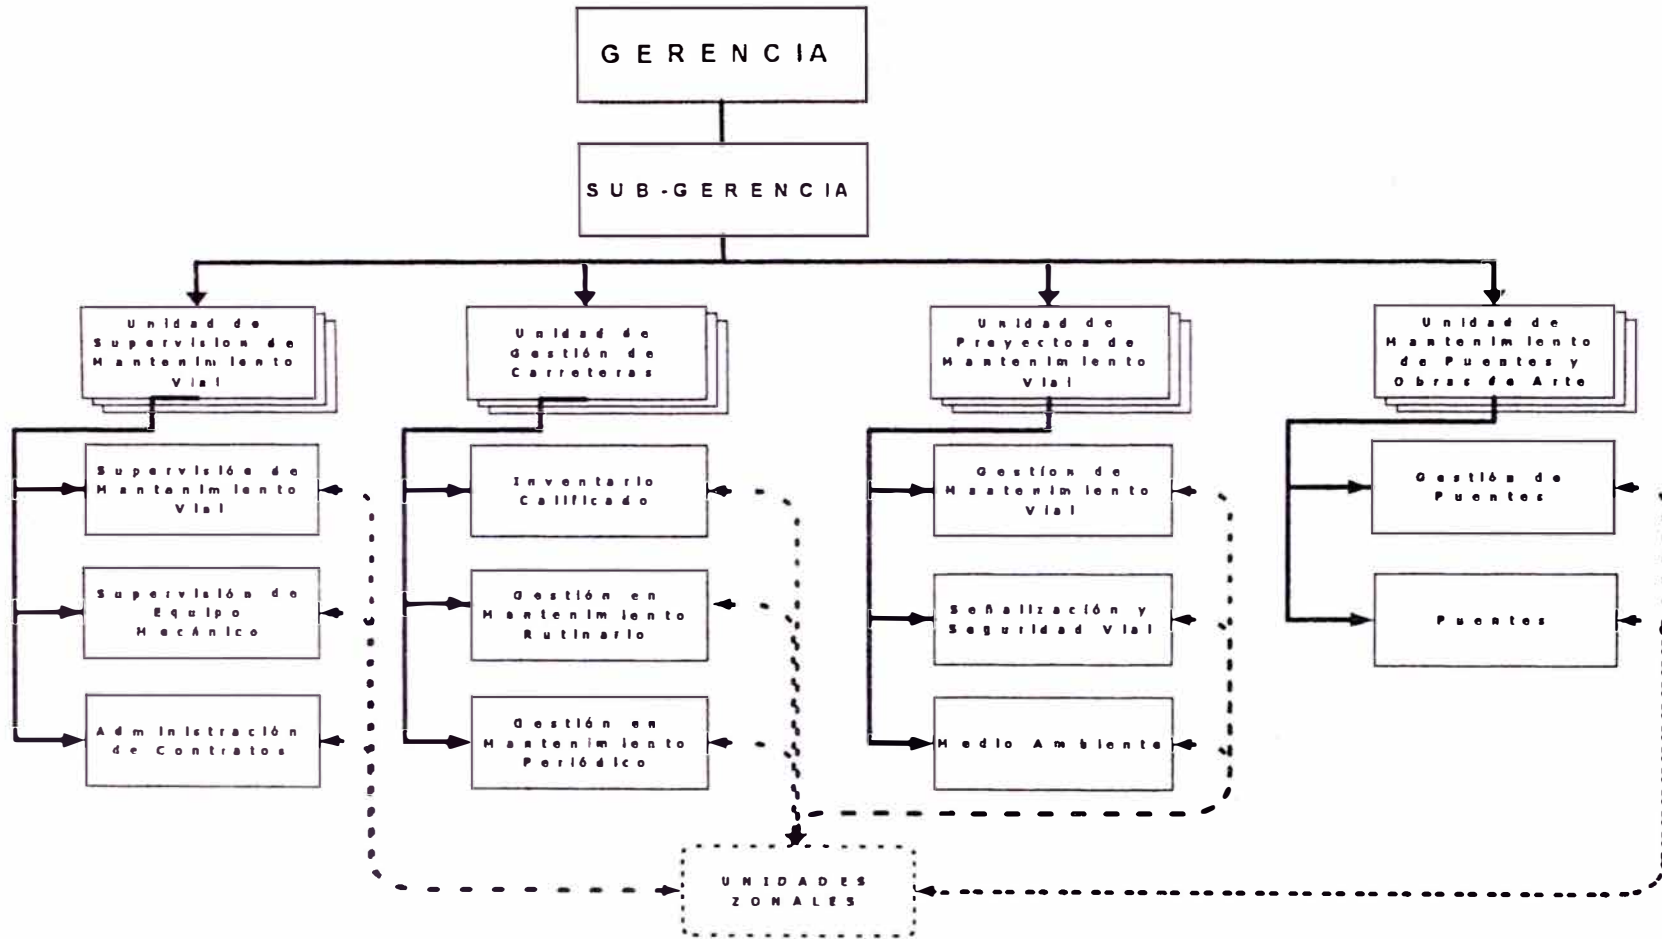 GERENCIA
SUB-GERENCIA
Unidad de
Supervision de
Mantenimiento
Vial
Unidad de
Gestión de
Carreteras
Unidad de
Proyectos de
Mantenimiento
Vial
Unidad de
Mantenimiento
de Puentes y
Obras de Arte
Supervisión de
Mantenimiento
Vial
Inventario
Calificado
Gestíon de
Mantenimiento
Vial
Gestión de
Puentes
Supervisión de
Equipo
Mecánico
Gestión en
Mantenimiento
Rutinario
Señalización y
Seguridad Vial
Puentes
Administración
de Contratos
Gestión en
Mantenimiento
Periódico
Medio Ambiente
UNIDADES
ZONALES